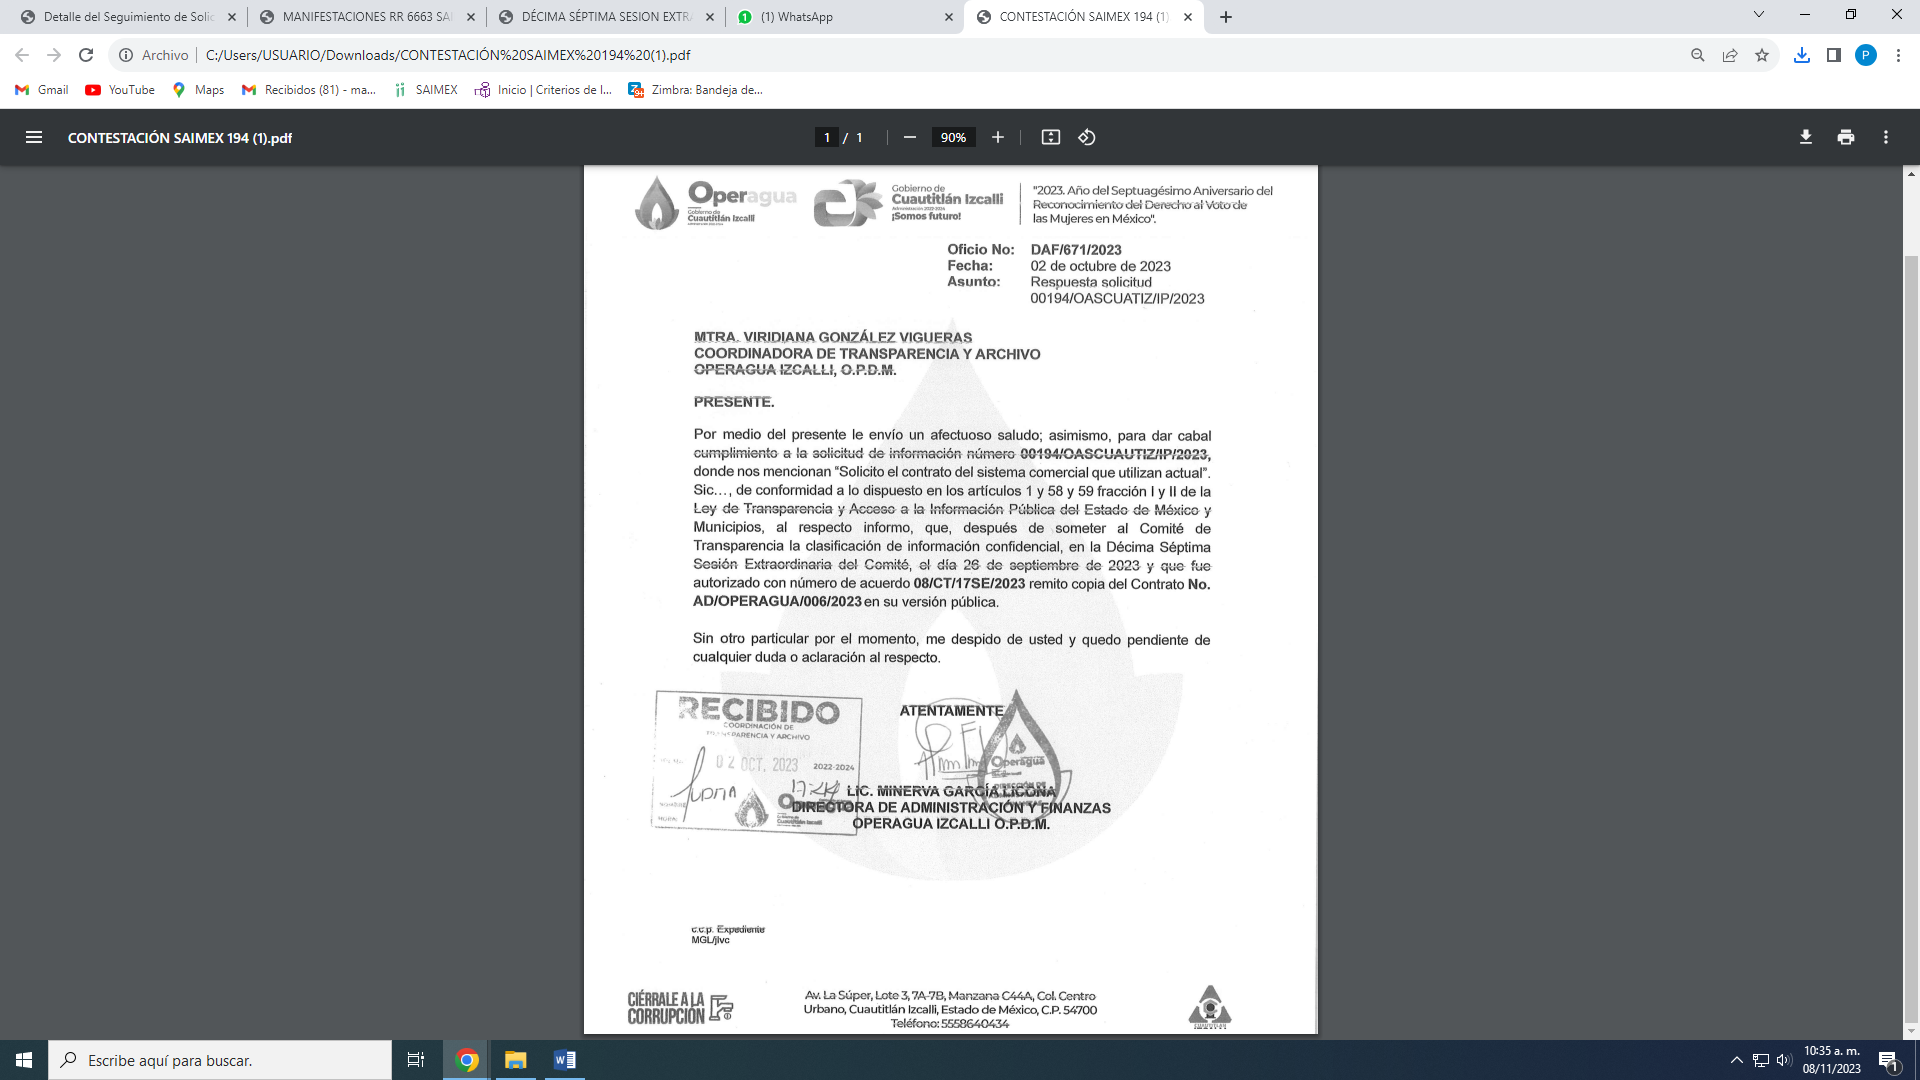 Detalle del Seguimiento de Solic
MANIFESTACIONES RR 6663 SAI
DÉCIMA SÉPTIMA SESION EXTRA
(1) WhatsApp
CONTESTACIÓN SAIMEX 194 (1)
Archivo
C:/Users/USUARIO/Downloads/CONTESTACIÓN%20SAIMEX%20194%20(1).pdf
P
Gmail
YouTube
Maps
Recibidos (81) - ma...
SAIMEX
Inicio | Criterios de I...
Zimbra: Bandeja de...
CONTESTACIÓN SAIMEX 194 (1).pdf
1 / 1
90%
Operagua
Gobierno de
Cuautitlán Izcalli
Gobierno de
Cuautitlán Izcalli
¡Somos futuro!
"2023. Año del Septuagésimo Aniversario del
Reconocimiento del Derecho al Voto de
las Mujeres en México".
Oficio No: DAF/671/2023
Fecha: 02 de octubre de 2023
Asunto: Respuesta solicitud
00194/OASCUATIZ/IP/2023
MTRA. VIRIDIANA GONZÁLEZ VIGUERAS
COORDINADORA DE TRANSPARENCIA Y ARCHIVO
OPERAGUA IZCALLI, O.P.D.M.
PRESENTE.
Por medio del presente le envío un afectuoso saludo; asimismo, para dar cabal
cumplimiento a la solicitud de información número 00194/OASCUAUTIZ/IP/2023,
donde nos mencionan “Solicito el contrato del sistema comercial que utilizan actual”.
Sic…, de conformidad a lo dispuesto en los artículos 1 y 58 y 59 fracción I y II de la
Ley de Transparencia y Acceso a la Información Pública del Estado de México y
Municipios, al respecto informo, que, después de someter al Comité de
Transparencia la clasificación de información confidencial, en la Décima Séptima
Sesión Extraordinaria del Comité, el día 26 de septiembre de 2023 y que fue
autorizado con número de acuerdo 08/CT/17SE/2023 remito copia del Contrato No.
AD/OPERAGUA/006/2023 en su versión pública.
Sin otro particular por el momento, me despido de usted y quedo pendiente de
cualquier duda o aclaración al respecto.
RECIBIDO
COORDINACIÓN DE
TRANSPARENCIA Y ARCHIVO
02 OCT. 2023
2022-2024
ATENTAMENTE
Operagua
LIC. MINERVA GARCÍA LICONA
DIRECTORA DE ADMINISTRACIÓN Y FINANZAS
OPERAGUA IZCALLI O.P.D.M.
c.c.p. Expediente
MGL/jlvc
CIÉRRALE A LA
CORRUPCIÓN
Av. La Súper, Lote 3, 7A-7B, Manzana C44A, Col. Centro
Urbano, Cuautitlán Izcalli, Estado de México, C.P. 54700
Teléfono: 5558640434
Escribe aquí para buscar.
10:35 a. m.
08/11/2023
1